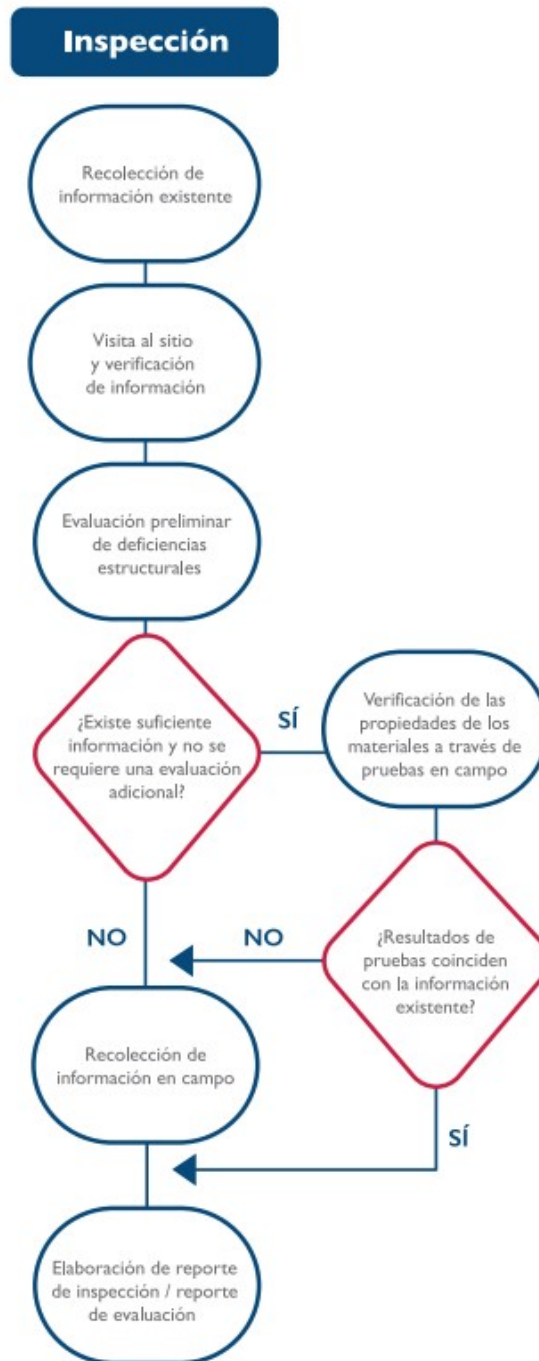 Inspección
Recolección de
información existente
Visita al sitio
y verificación
de información
Evaluación preliminar
de deficiencias
estructurales
¿Existe suficiente
información y no se
requiere una evaluación
adicional?
SÍ
Verificación de las
propiedades de los
materiales a través de
pruebas en campo
NO
NO
¿Resultados de
pruebas coinciden
con la información
existente?
Recolección de
información en campo
SÍ
Elaboración de reporte
de inspección / reporte
de evaluación